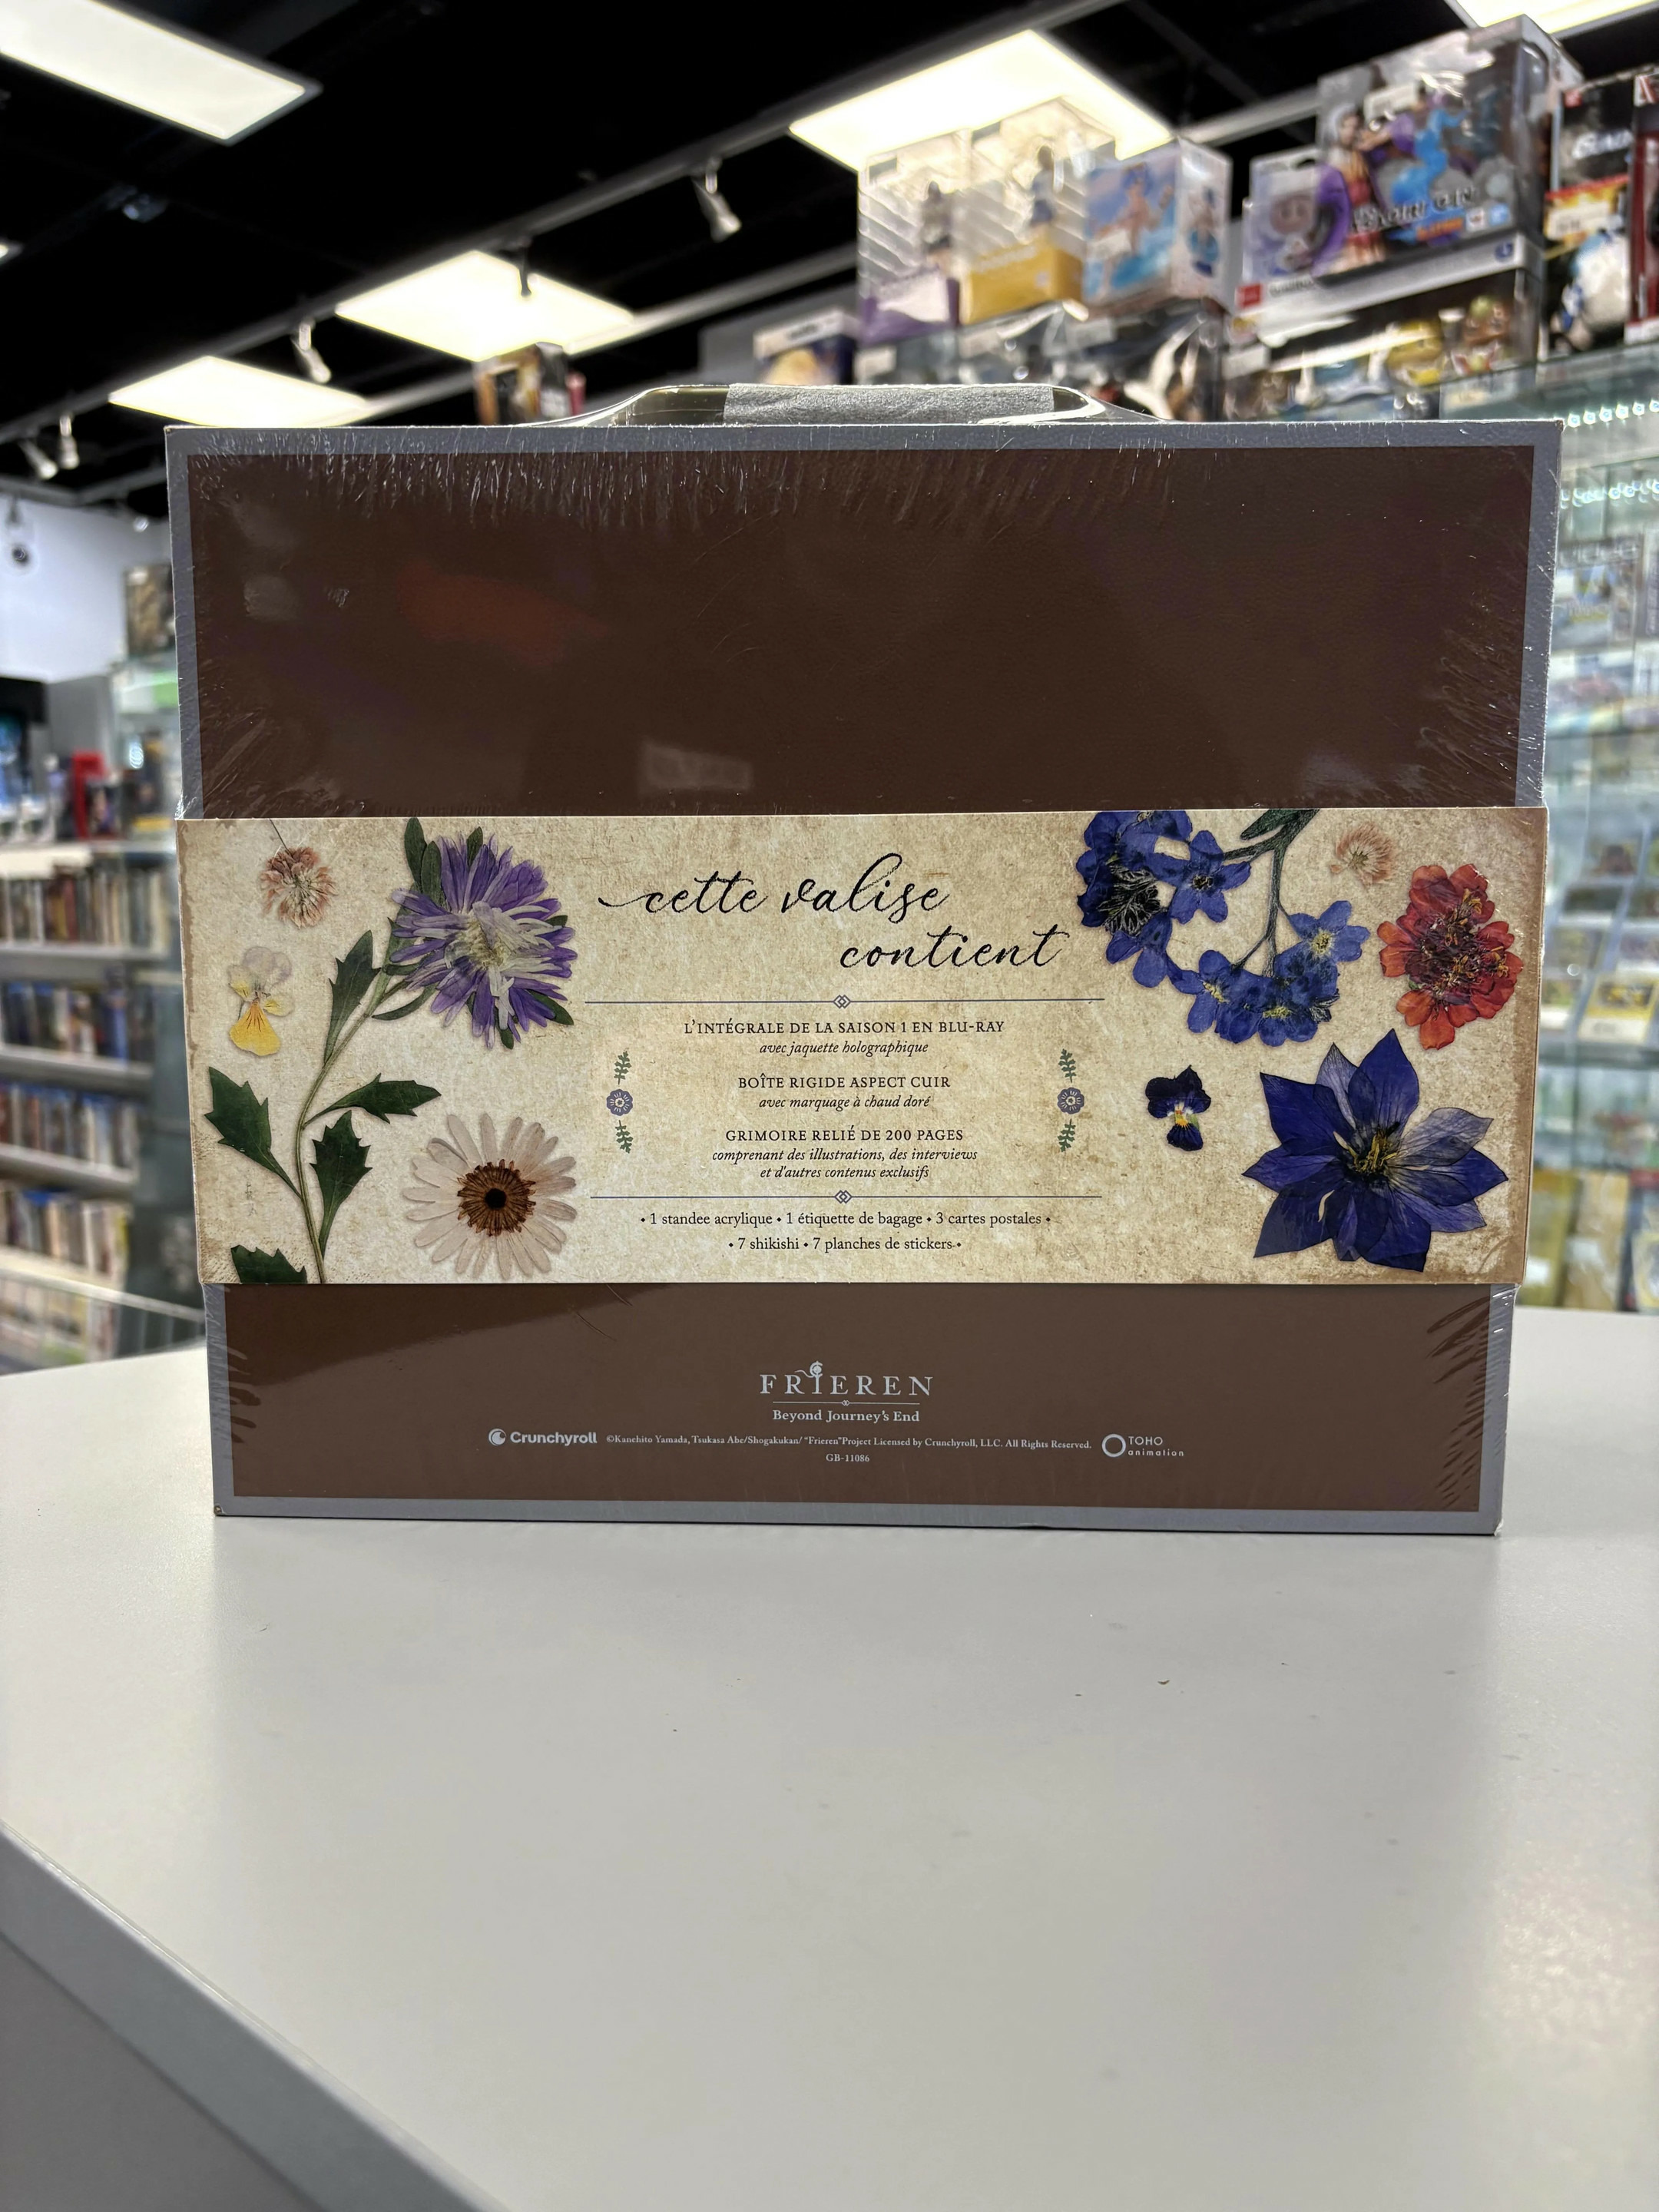 cette valise
contient
L'INTÉGRALE DE LA SAISON 1 EN BLU-RAY
avec jaquette holographique
BOÎTE RIGIDE ASPECT CUIR
avec marquage à chaud doré
GRIMOIRE RELIÉ DE 200 PAGES
comprenant des illustrations, des interviews
et d'autres contenus exclusifs
• 1 standee acrylique • 1 étiquette de bagage • 3 cartes postales •
• 7 shikishi • 7 planches de stickers •
FRIEREN
Beyond Journey's End
Crunchyroll ©Kanehito Yamada, Tsukasa Abe/Shogakukan/ "Frieren"Project Licensed by Crunchyroll, LLC. All Rights Reserved. TOHO animation
GB-11086